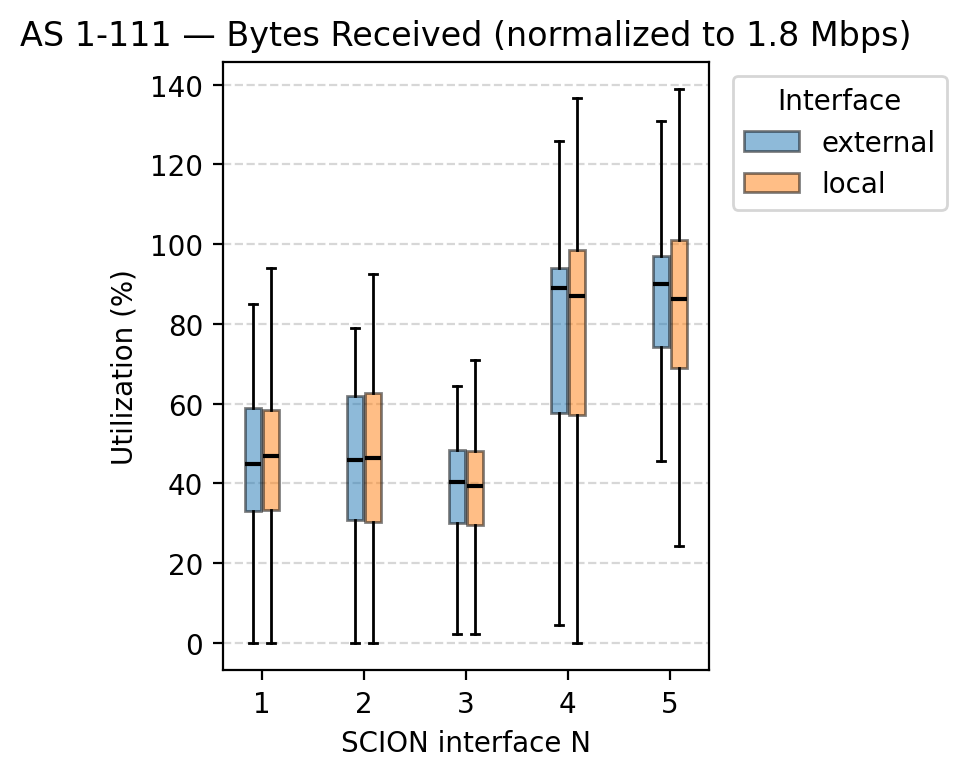 AS 1-111 — Bytes Received (normalized to 1.8 Mbps)
Utilization (%)
140
120
100
80
60
40
20
0
1 2 3 4 5
SCION interface N
Interface
external
local